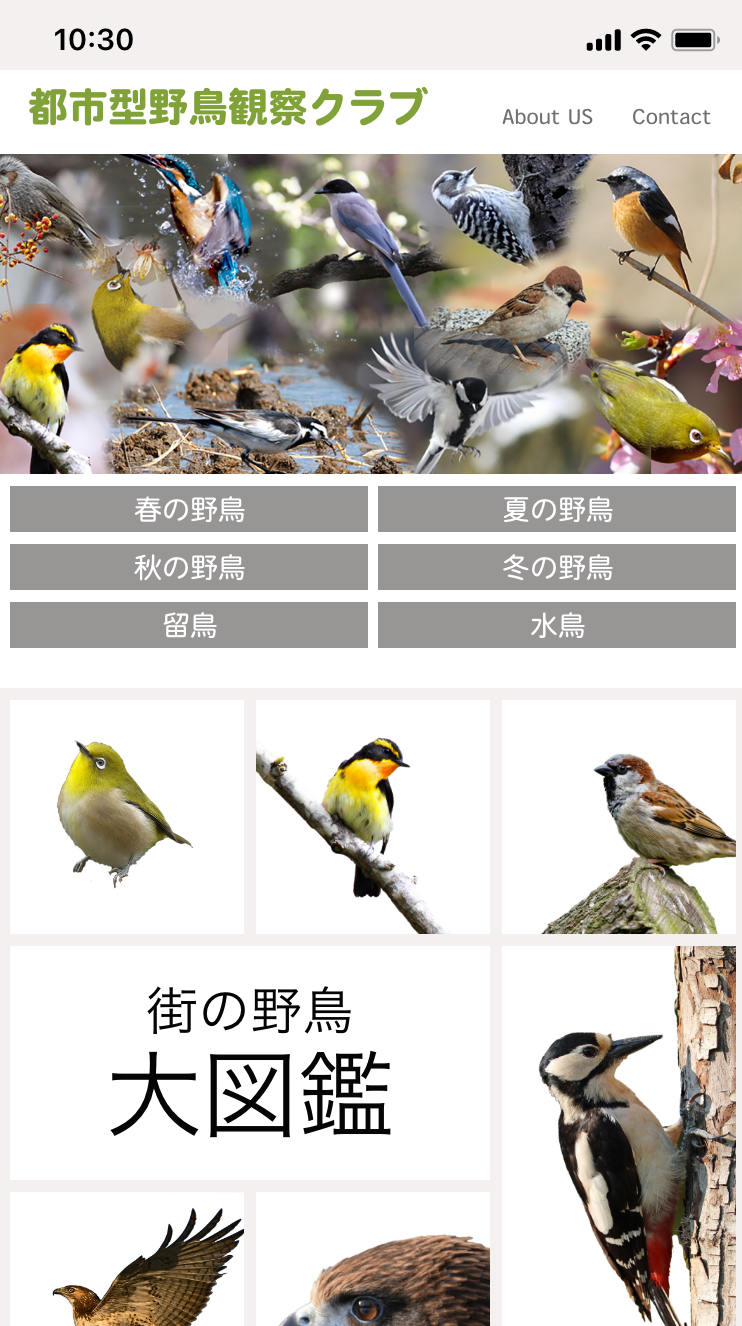 10:30
都市型野鳥観察クラブ
About US
Contact
春の野鳥
夏の野鳥
秋の野鳥
冬の野鳥
留鳥
水鳥
街の野鳥
大図鑑